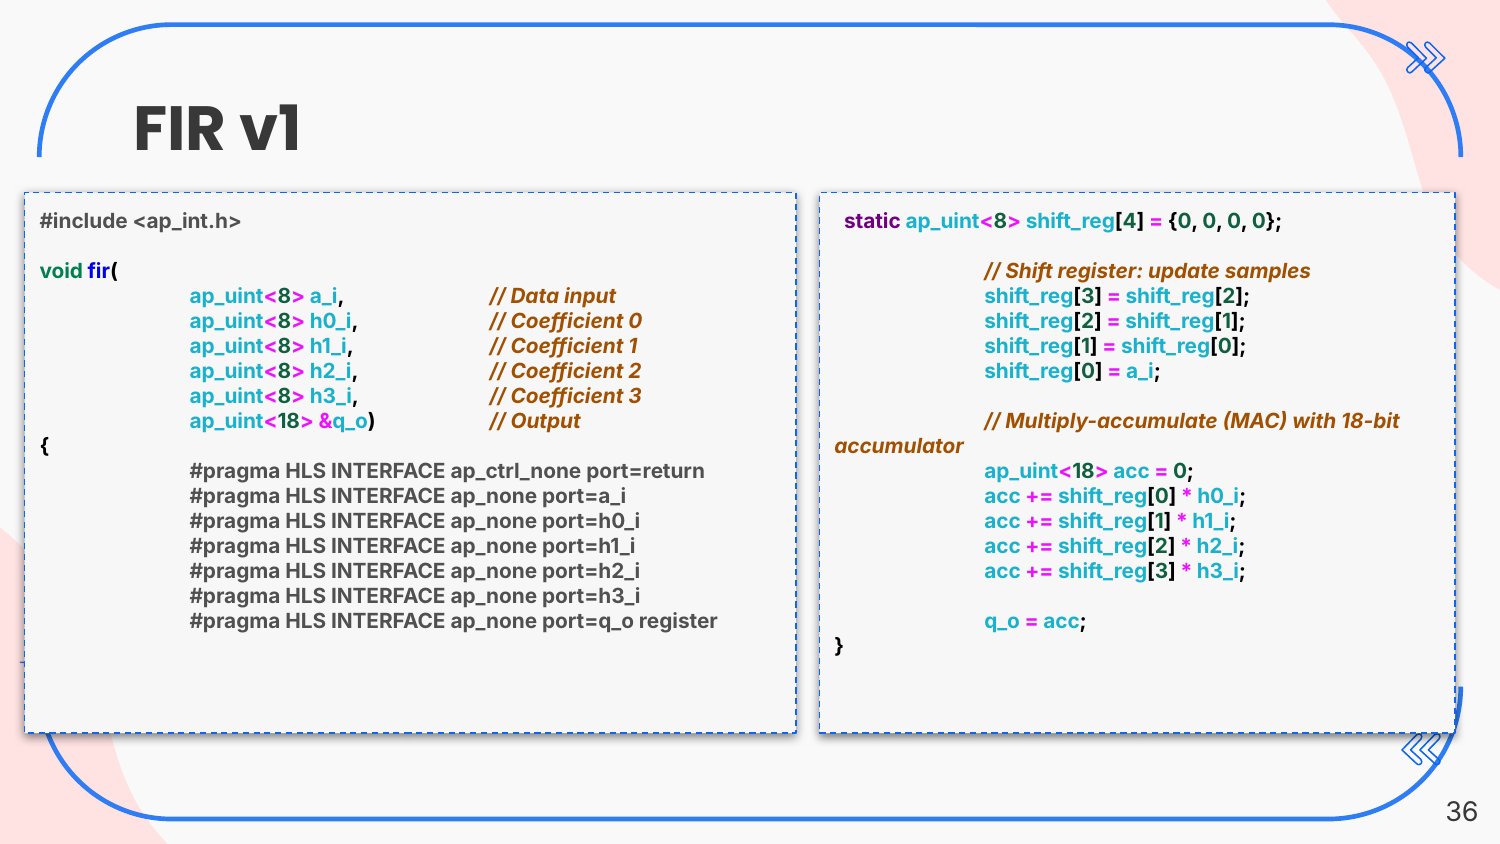 FIR v1
#include <ap_int.h>
void fir(
ap_uint<8> a_i, // Data input
ap_uint<8> h0_i, // Coefficient 0
ap_uint<8> h1_i, // Coefficient 1
ap_uint<8> h2_i, // Coefficient 2
ap_uint<8> h3_i, // Coefficient 3
ap_uint<18> &q_o) // Output
{
#pragma HLS INTERFACE ap_ctrl_none port=return
#pragma HLS INTERFACE ap_none port=a_i
#pragma HLS INTERFACE ap_none port=h0_i
#pragma HLS INTERFACE ap_none port=h1_i
#pragma HLS INTERFACE ap_none port=h2_i
#pragma HLS INTERFACE ap_none port=h3_i
#pragma HLS INTERFACE ap_none port=q_o register
static ap_uint<8> shift_reg[4] = {0, 0, 0, 0};
// Shift register: update samples
shift_reg[3] = shift_reg[2];
shift_reg[2] = shift_reg[1];
shift_reg[1] = shift_reg[0];
shift_reg[0] = a_i;
// Multiply-accumulate (MAC) with 18-bit
accumulator
ap_uint<18> acc = 0;
acc += shift_reg[0] * h0_i;
acc += shift_reg[1] * h1_i;
acc += shift_reg[2] * h2_i;
acc += shift_reg[3] * h3_i;
q_o = acc;
}
36